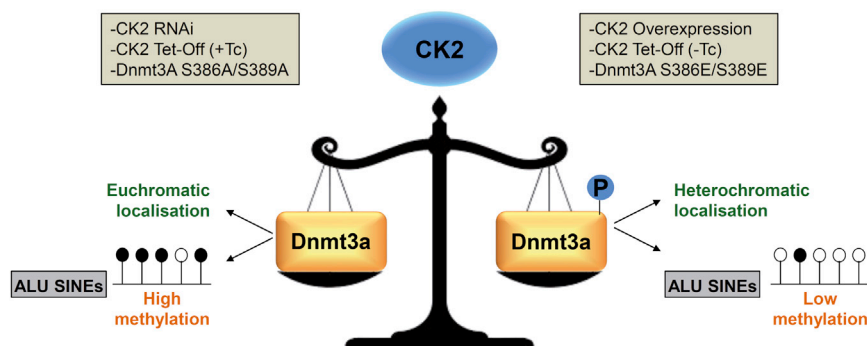 -CK2 RNAi
-CK2 Tet-Off (+Tc)
-Dnmt3A S386A/S389A
CK2
-CK2 Overexpression
-CK2 Tet-Off (-Tc)
-Dnmt3A S386E/S389E
Euchromatic
localisation
Dnmt3a
ALU SINEs
High
methylation
P
Dnmt3a
Heterochromatic
localisation
ALU SINEs
Low
methylation